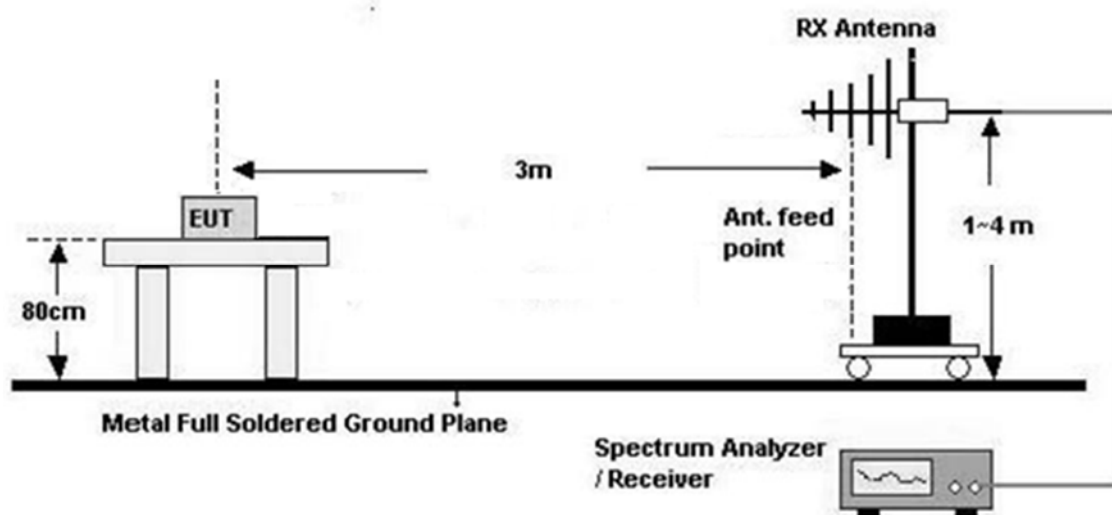 RX Antenna
3m
EUT
Ant. feed
point
1~4 m
80cm
Metal Full Soldered Ground Plane
Spectrum Analyzer
/ Receiver